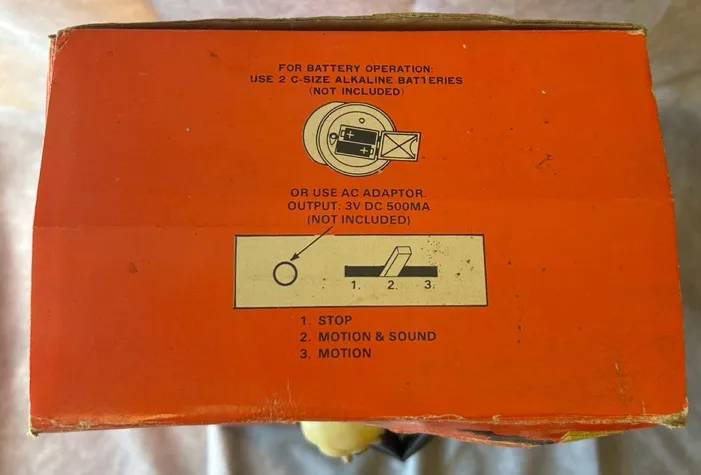 FOR BATTERY OPERATION:
USE 2 C-SIZE ALKALINE BATTERIES
(NOT INCLUDED)
+
+
OR USE AC ADAPTOR.
OUTPUT: 3V DC 500MA
(NOT INCLUDED)
1. 2. 3.
1. STOP
2. MOTION & SOUND
3. MOTION